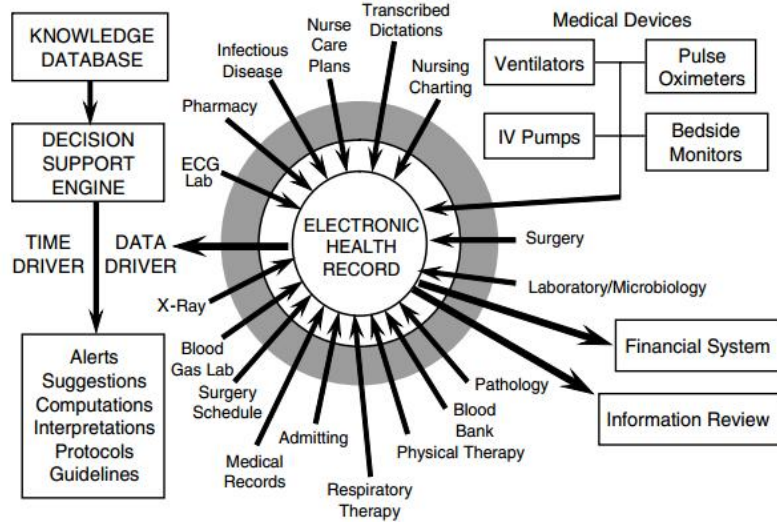 KNOWLEDGE
DATABASE
DECISION
SUPPORT
ENGINE
TIME
DRIVER
DATA
DRIVER
Alerts
Suggestions
Computations
Interpretations
Protocols
Guidelines
Transcribed
Dictations
Nurse
Care
Plans
Infectious
Disease
Nursing
Charting
Pharmacy
ECG
Lab
ELECTRONIC
HEALTH
RECORD
X-Ray
Blood
Gas Lab
Surgery
Schedule
Medical
Records
Admitting
Respiratory
Therapy
Physical Therapy
Blood
Bank
Pathology
Medical Devices
Ventilators
Pulse
Oximeters
IV Pumps
Bedside
Monitors
Surgery
Laboratory/Microbiology
Financial System
Information Review